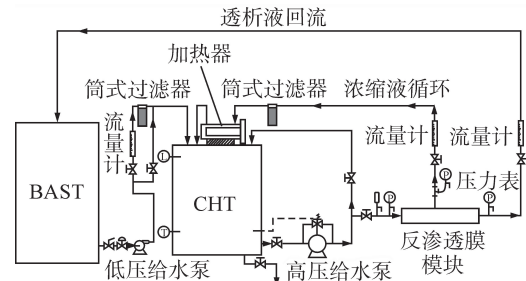 透析液回流
加热器
筒式过滤器
筒式过滤器
浓缩液循环
流量计
流量计
流量计
L
P
压力表
BAST
CHT
P
T
反渗透膜
模块
低压给水泵
高压给水泵